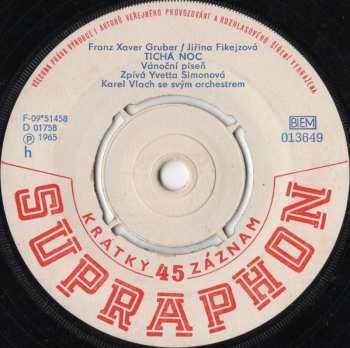 VŠECHNA PRÁVA VÝROBCE I AUTORŮ VEŘEJNÉHO PROVOZOVÁNÍ A ROZHLASOVÉHO ŠÍŘENÍ VYHRAZENA
Franz Xaver Gruber / Jiřina Fikejzová
TICHÁ NOC
Vánoční píseň
Zpívá Yvetta Simonová
Karel Vlach se svým orchestrem
F-09*51458
D 01758
Ⓟ 1965
h
BIEM
013649
KRÁTKÝ 45 ZÁZNAM
SUPRAPHON